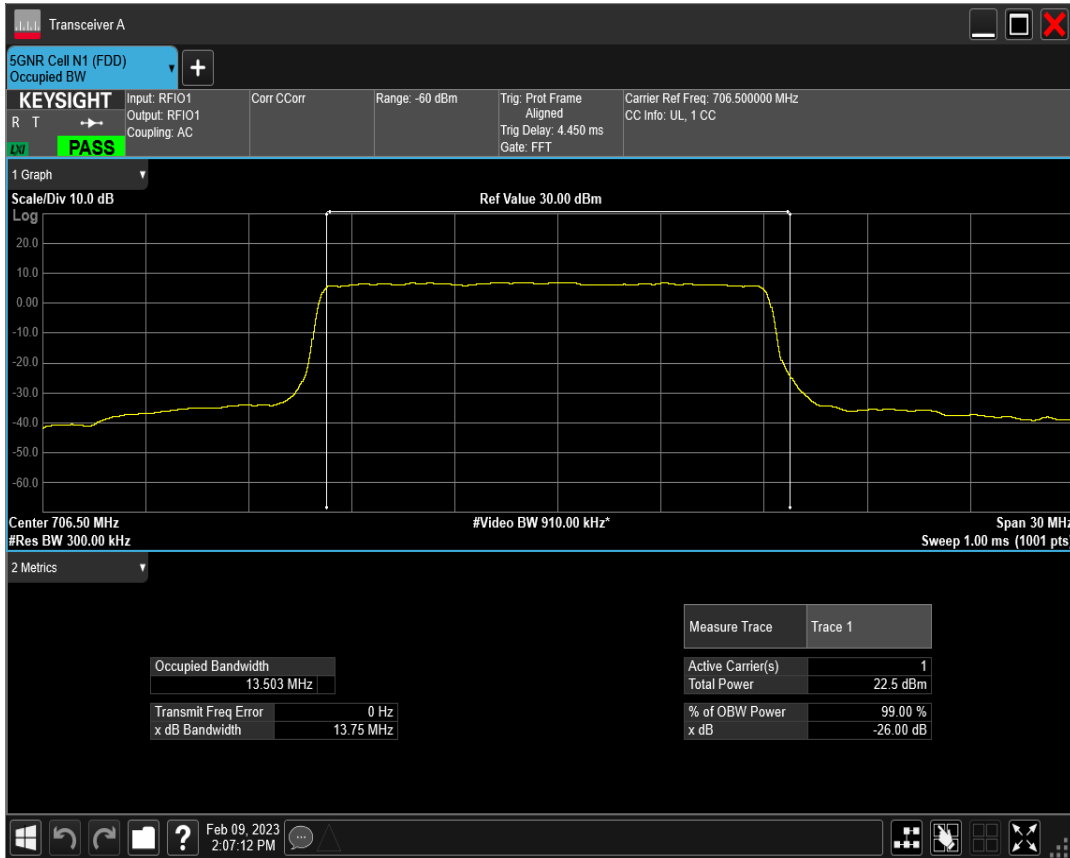 Transceiver A
5GNR Cell N1 (FDD)
Occupied BW
KEYSIGHT
R T
LXI
PASS
Input: RFIO1
Output: RFIO1
Coupling: AC
Corr CCorr
Range: -60 dBm
Trig: Prot Frame
Aligned
Trig Delay: 4.450 ms
Gate: FFT
Carrier Ref Freq: 706.500000 MHz
CC Info: UL, 1 CC
1 Graph
Scale/Div 10.0 dB
Ref Value 30.00 dBm
Log
20.0
10.0
0.00
-10.0
-20.0
-30.0
-40.0
-50.0
-60.0
Center 706.50 MHz
#Video BW 910.00 kHz*
Span 30 MHz
#Res BW 300.00 kHz
Sweep 1.00 ms (1001 pts)
2 Metrics
Measure Trace Trace 1
Occupied Bandwidth
13.503 MHz
Active Carrier(s) 1
Total Power 22.5 dBm
Transmit Freq Error 0 Hz
x dB Bandwidth 13.75 MHz
% of OBW Power 99.00 %
x dB -26.00 dB
Feb 09, 2023
2:07:12 PM